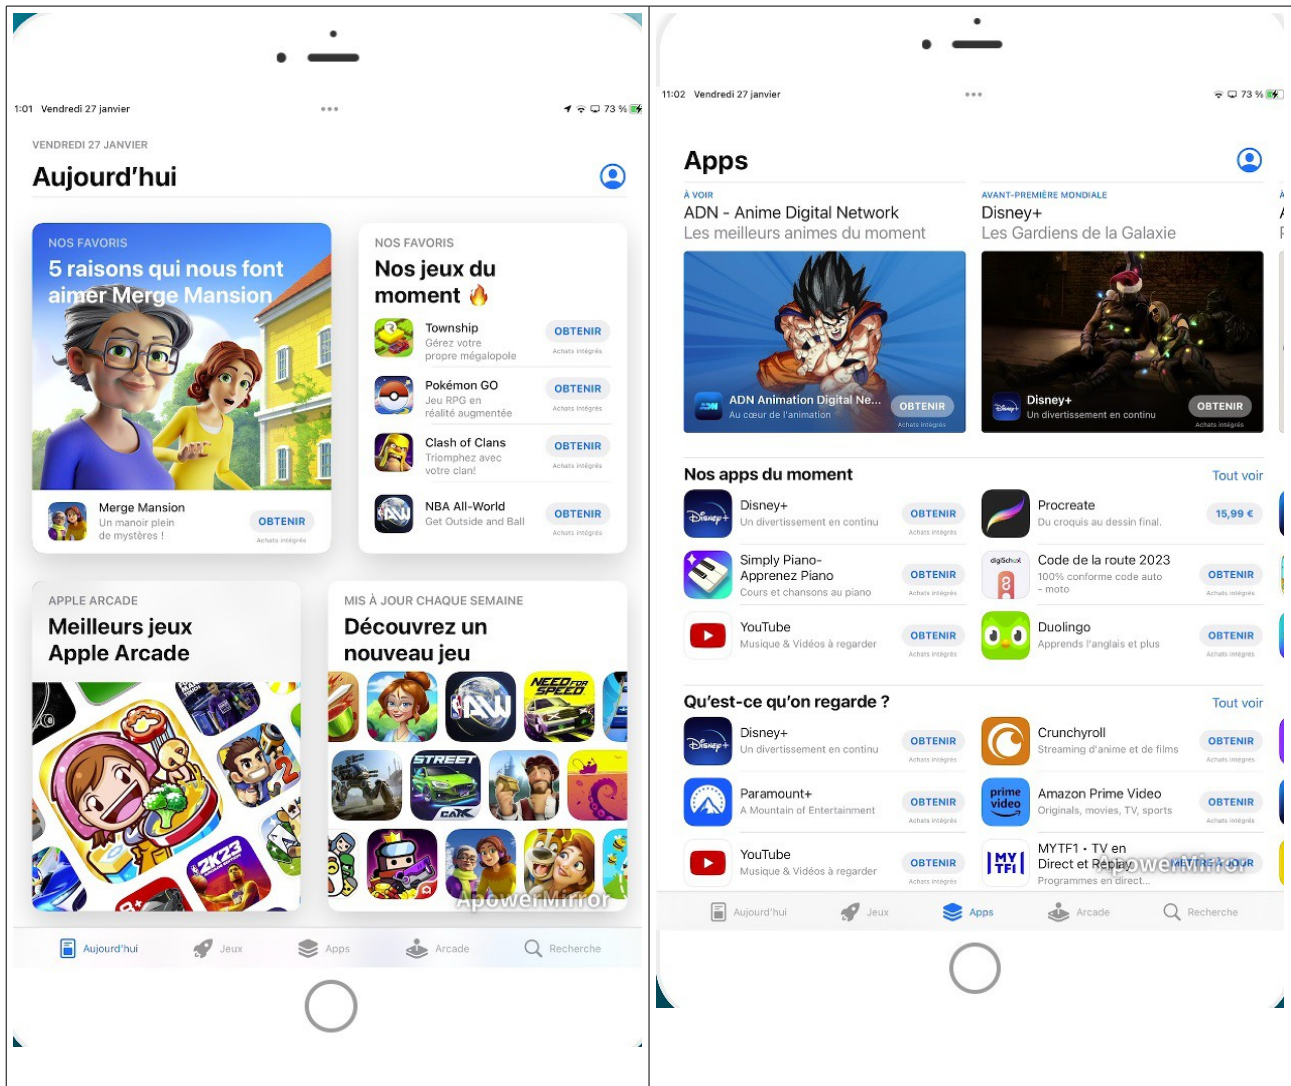 1:01 Vendredi 27 janvier
73 %
VENDREDI 27 JANVIER
Aujourd'hui
NOS FAVORIS
5 raisons qui nous font
aimer Merge Mansion
Merge Mansion
Un manoir plein
de mystères !
OBTENIR
Achats intégrés
NOS FAVORIS
Nos jeux du
moment 🔥
Township
Gérez votre
propre mégalopole
OBTENIR
Achats intégrés
Pokémon GO
Jeu RPG en
réalité augmentée
OBTENIR
Achats intégrés
Clash of Clans
Triomphez avec
votre clan!
OBTENIR
Achats intégrés
NBA All-World
Get Outside and Ball
OBTENIR
Achats intégrés
APPLE ARCADE
Meilleurs jeux
Apple Arcade
2K23
MIS À JOUR CHAQUE SEMAINE
Découvrez un
nouveau jeu
AW
NEED FOR
SPEED
STREET
CAR
ApowerMirror
Aujourd'hui
Jeux
Apps
Arcade
Recherche
11:02 Vendredi 27 janvier
73 %
Apps
À VOIR
ADN - Anime Digital Network
Les meilleurs animes du moment
ADN Animation Digital Ne...
Au cœur de l'animation
OBTENIR
Achats intégrés
AVANT-PREMIÈRE MONDIALE
Disney+
Les Gardiens de la Galaxie
Disney+
Disney+
Un divertissement en continu
OBTENIR
Achats intégrés
Nos apps du moment
Tout voir
Disney+
Disney+
Un divertissement en continu
OBTENIR
Achats intégrés
Procreate
Du croquis au dessin final.
15,99 €
Simply Piano-
Apprenez Piano
Cours et chansons au piano
OBTENIR
Achats intégrés
digiSchool
Code de la route 2023
100% conforme code auto
- moto
OBTENIR
Achats intégrés
YouTube
Musique & Vidéos à regarder
OBTENIR
Achats intégrés
Duolingo
Apprends l'anglais et plus
OBTENIR
Achats intégrés
Qu'est-ce qu'on regarde ?
Tout voir
Disney+
Disney+
Un divertissement en continu
OBTENIR
Achats intégrés
Crunchyroll
Streaming d'anime et de films
OBTENIR
Achats intégrés
Paramount+
A Mountain of Entertainment
OBTENIR
Achats intégrés
prime
video
Amazon Prime Video
Originals, movies, TV, sports
OBTENIR
Achats intégrés
YouTube
Musique & Vidéos à regarder
OBTENIR
Achats intégrés
MY
TF1
MYTF1 • TV en
Direct et Replay
Programmes en direct...
METTRE À JOUR
ApowerMirror
Aujourd'hui
Jeux
Apps
Arcade
Recherche